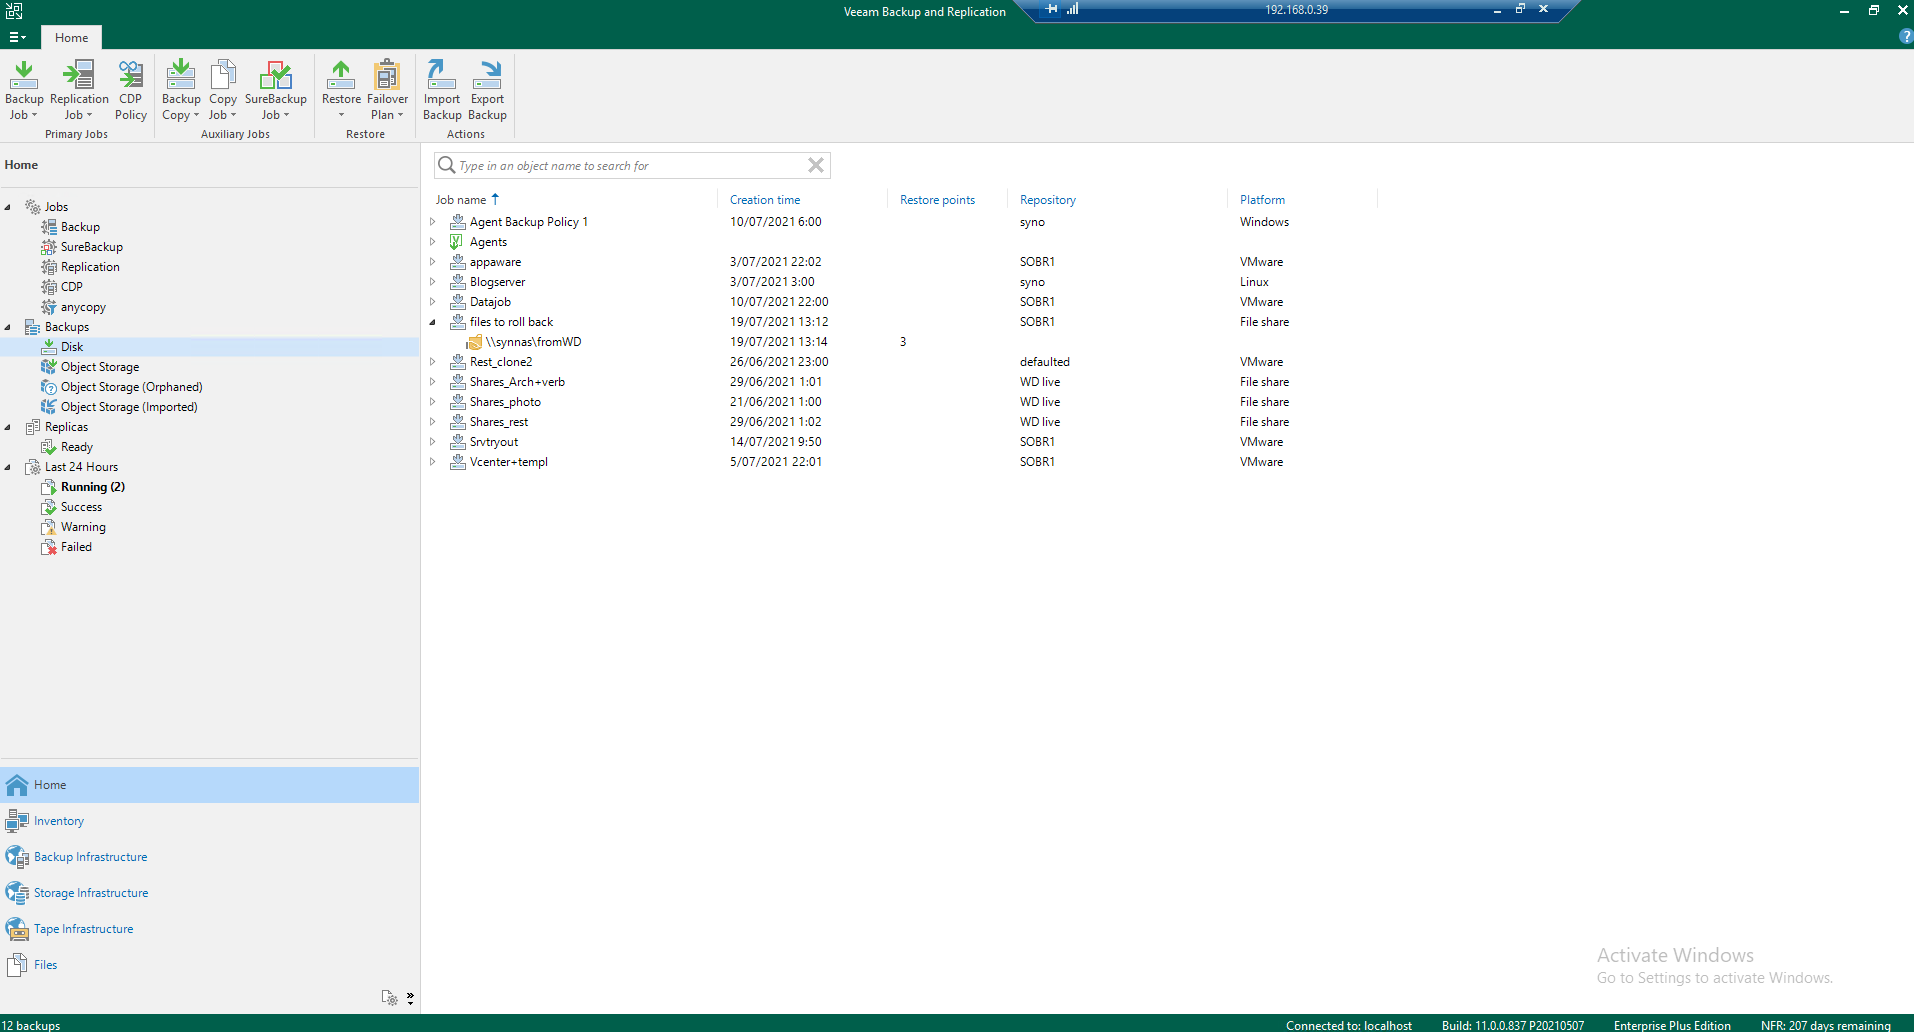 Veeam Backup and Replication
192.168.0.39
Home
?
Backup Job
Replication Job
CDP Policy
Primary Jobs
Backup Copy
Copy Job
SureBackup Job
Auxiliary Jobs
Restore
Failover Plan
Restore
Import Backup
Export Backup
Actions
Home
Jobs
Backup
SureBackup
Replication
CDP
anycopy
Backups
Disk
Object Storage
Object Storage (Orphaned)
Object Storage (Imported)
Replicas
Ready
Last 24 Hours
Running (2)
Success
Warning
Failed
Home
Inventory
Backup Infrastructure
Storage Infrastructure
Tape Infrastructure
Files
Type in an object name to search for
Job name Creation time Restore points Repository Platform
Agent Backup Policy 1 10/07/2021 6:00 syno Windows
Agents
appaware 3/07/2021 22:02 SOBR1 VMware
Blogserver 3/07/2021 3:00 syno Linux
Datajob 10/07/2021 22:00 SOBR1 VMware
files to roll back 19/07/2021 13:12 SOBR1 File share
\\synnas\fromWD 19/07/2021 13:14 3
Rest_clone2 26/06/2021 23:00 defaulted VMware
Shares_Arch+verb 29/06/2021 1:01 WD live File share
Shares_photo 21/06/2021 1:00 WD live File share
Shares_rest 29/06/2021 1:02 WD live File share
Srvtryout 14/07/2021 9:50 SOBR1 VMware
Vcenter+templ 5/07/2021 22:01 SOBR1 VMware
Activate Windows
Go to Settings to activate Windows.
12 backups
Connected to: localhost
Build: 11.0.0.837 P20210507
Enterprise Plus Edition
NFR: 207 days remaining